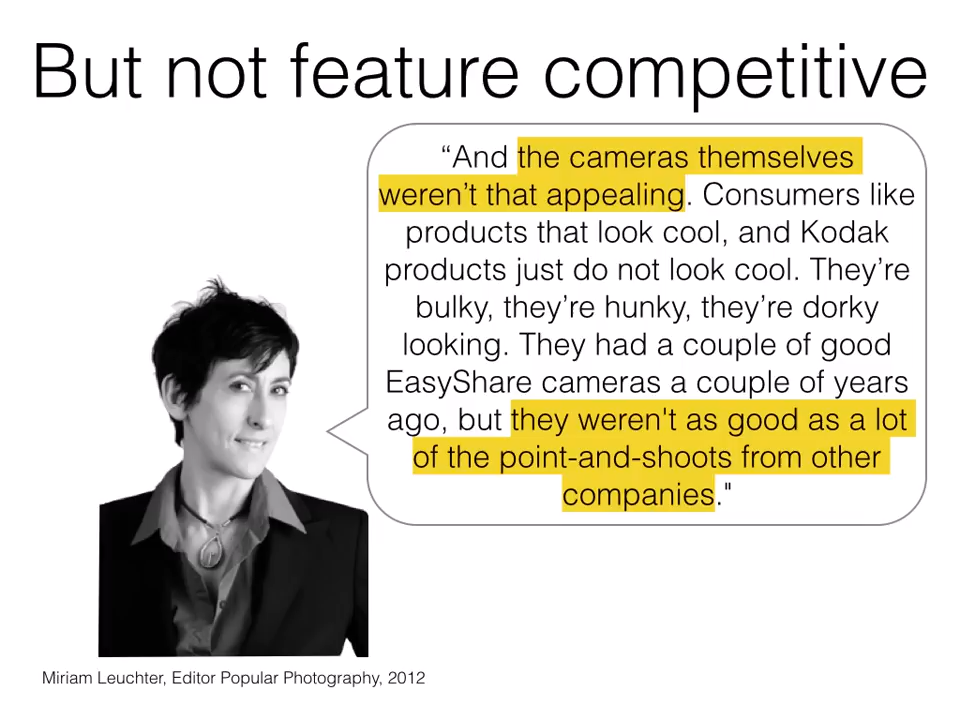 But not feature competitive
“And the cameras themselves
weren’t that appealing. Consumers like
products that look cool, and Kodak
products just do not look cool. They’re
bulky, they’re hunky, they’re dorky
looking. They had a couple of good
EasyShare cameras a couple of years
ago, but they weren't as good as a lot
of the point-and-shoots from other
companies."
Miriam Leuchter, Editor Popular Photography, 2012